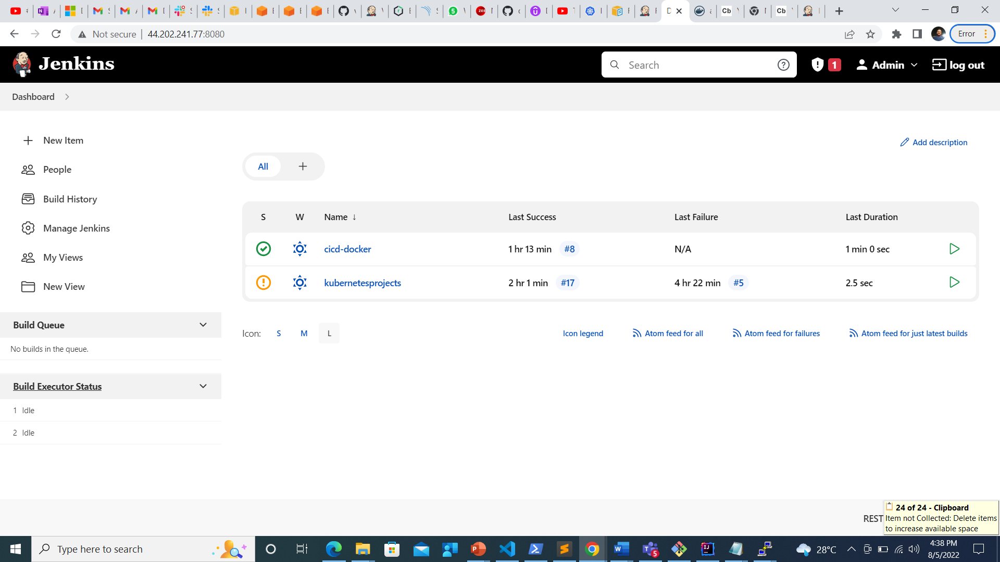 Not secure 44.202.241.77:8080 Error
Jenkins Search 1 Admin log out
Dashboard
New Item
People
Build History
Manage Jenkins
My Views
New View
Add description
All
S W Name ↓ Last Success Last Failure Last Duration
cicd-docker 1 hr 13 min #8 N/A 1 min 0 sec
kubernetesprojects 2 hr 1 min #17 4 hr 22 min #5 2.5 sec
Icon: S M L Icon legend Atom feed for all Atom feed for failures Atom feed for just latest builds
Build Queue
No builds in the queue.
Build Executor Status
1 Idle
2 Idle
REST
24 of 24 - Clipboard
Item not Collected: Delete items
to increase available space
Type here to search
28°C
4:38 PM
8/5/2022